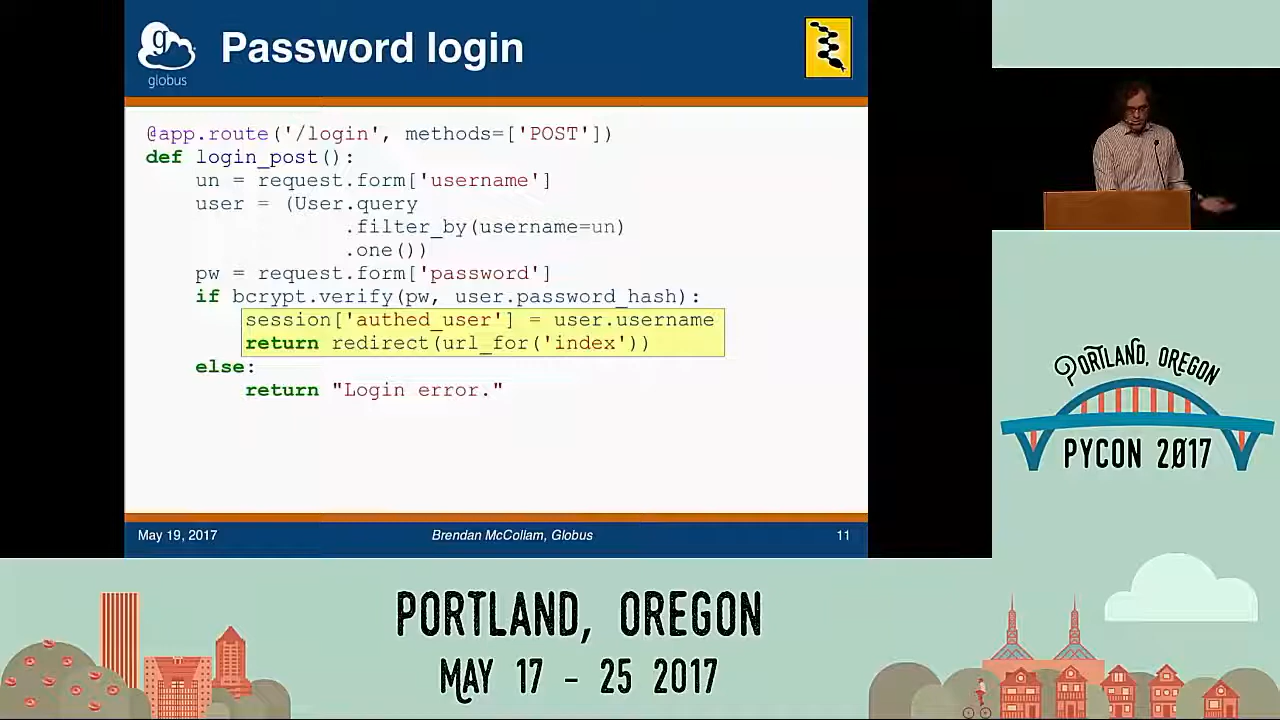 globus
Password login
@app.route('/login', methods=['POST'])
def login_post():
    un = request.form['username']
    user = (User.query
                .filter_by(username=un)
                .one())
    pw = request.form['password']
    if bcrypt.verify(pw, user.password_hash):
        session['authed_user'] = user.username
        return redirect(url_for('index'))
    else:
        return "Login error."
May 19, 2017
Brendan McCollam, Globus
11
PORTLAND, OREGON
PYCON 2017
PORTLAND, OREGON
MAY 17 - 25 2017